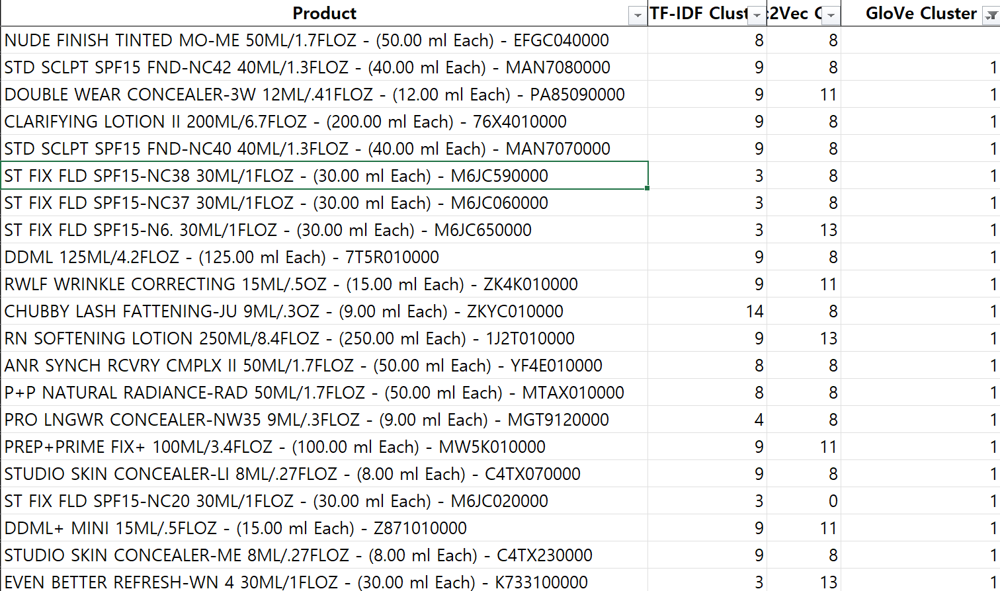 Product TF-IDF Clust :2Vec C GloVe Cluster
NUDE FINISH TINTED MO-ME 50ML/1.7FLOZ - (50.00 ml Each) - EFGC040000 8 8
STD SCLPT SPF15 FND-NC42 40ML/1.3FLOZ - (40.00 ml Each) - MAN7080000 9 8 1
DOUBLE WEAR CONCEALER-3W 12ML/.41FLOZ - (12.00 ml Each) - PA85090000 9 11 1
CLARIFYING LOTION II 200ML/6.7FLOZ - (200.00 ml Each) - 76X4010000 9 8 1
STD SCLPT SPF15 FND-NC40 40ML/1.3FLOZ - (40.00 ml Each) - MAN7070000 9 8 1
ST FIX FLD SPF15-NC38 30ML/1FLOZ - (30.00 ml Each) - M6JC590000 3 8 1
ST FIX FLD SPF15-NC37 30ML/1FLOZ - (30.00 ml Each) - M6JC060000 3 8 1
ST FIX FLD SPF15-N6. 30ML/1FLOZ - (30.00 ml Each) - M6JC650000 3 13 1
DDML 125ML/4.2FLOZ - (125.00 ml Each) - 7T5R010000 9 8 1
RWLF WRINKLE CORRECTING 15ML/.5OZ - (15.00 ml Each) - ZK4K010000 9 11 1
CHUBBY LASH FATTENING-JU 9ML/.3OZ - (9.00 ml Each) - ZKYC010000 14 8 1
RN SOFTENING LOTION 250ML/8.4FLOZ - (250.00 ml Each) - 1J2T010000 9 13 1
ANR SYNCH RCVRY CMPLX II 50ML/1.7FLOZ - (50.00 ml Each) - YF4E010000 8 8 1
P+P NATURAL RADIANCE-RAD 50ML/1.7FLOZ - (50.00 ml Each) - MTAX010000 8 8 1
PRO LNGWR CONCEALER-NW35 9ML/.3FLOZ - (9.00 ml Each) - MGT9120000 4 8 1
PREP+PRIME FIX+ 100ML/3.4FLOZ - (100.00 ml Each) - MW5K010000 9 11 1
STUDIO SKIN CONCEALER-LI 8ML/.27FLOZ - (8.00 ml Each) - C4TX070000 9 8 1
ST FIX FLD SPF15-NC20 30ML/1FLOZ - (30.00 ml Each) - M6JC020000 3 0 1
DDML+ MINI 15ML/.5FLOZ - (15.00 ml Each) - Z871010000 9 11 1
STUDIO SKIN CONCEALER-ME 8ML/.27FLOZ - (8.00 ml Each) - C4TX230000 9 8 1
EVEN BETTER REFRESH-WN 4 30ML/1FLOZ - (30.00 ml Each) - K733100000 3 13 1